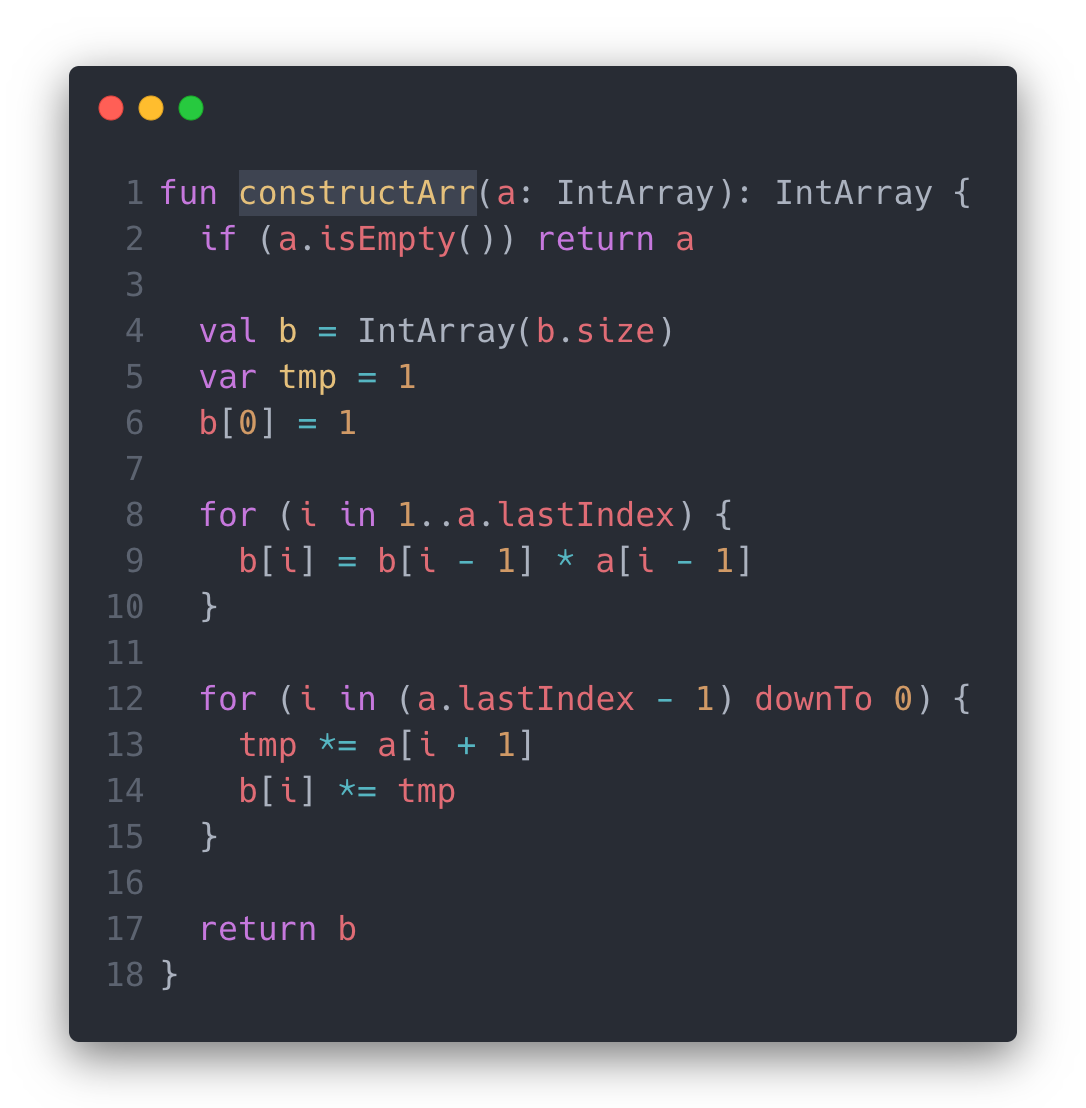 1 fun constructArr(a: IntArray): IntArray {
2   if (a.isEmpty()) return a
3
4   val b = IntArray(b.size)
5   var tmp = 1
6   b[0] = 1
7
8   for (i in 1..a.lastIndex) {
9     b[i] = b[i - 1] * a[i - 1]
10   }
11
12   for (i in (a.lastIndex - 1) downTo 0) {
13     tmp *= a[i + 1]
14     b[i] *= tmp
15   }
16
17   return b
18 }